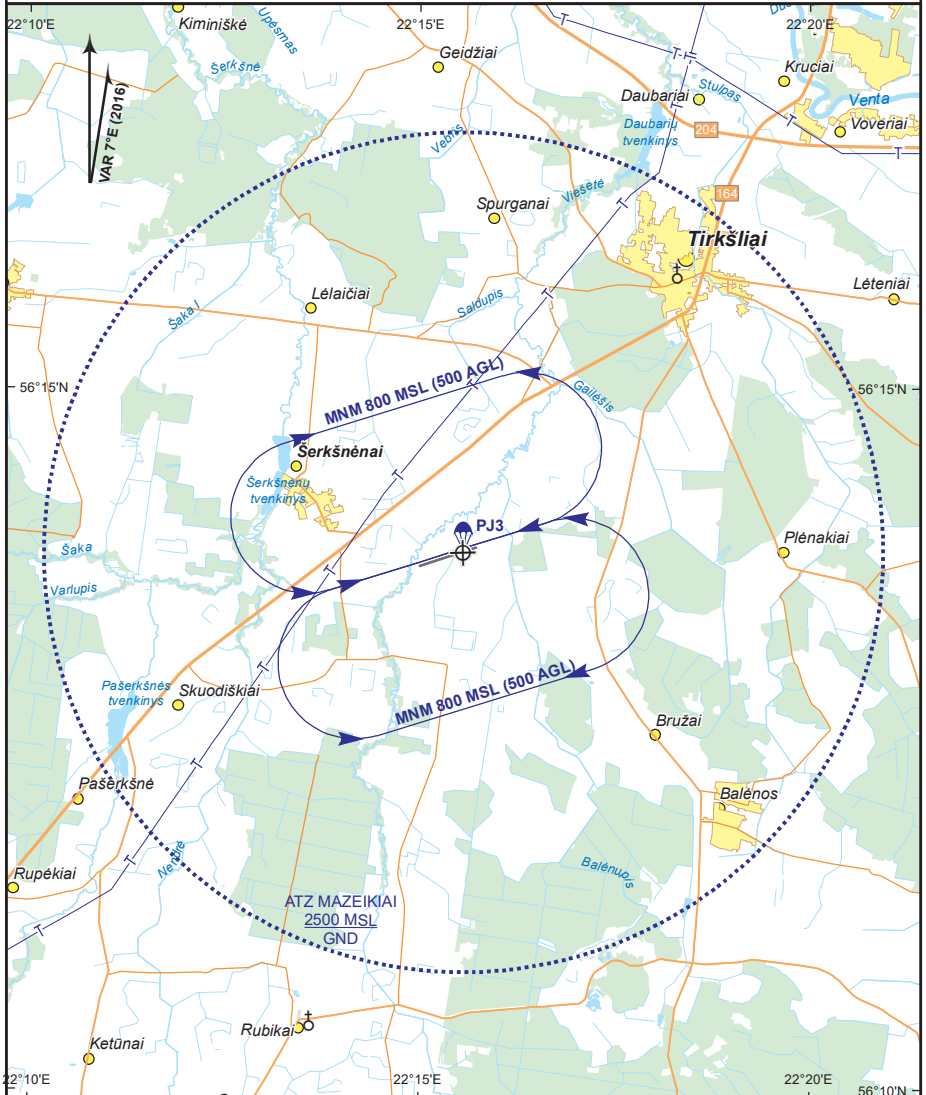 22°10'E
22°15'E
22°20'E
Kiminiškė
Upėsmas
Šerkšnė
Geidžiai
Kruciai
Daubariai
Stulpas
Venta
Voveriai
VAR 7°E (2016)
204
Daubarių
tvenkinys
Viešetė
164
Spurganai
Tirkšliai
Lėteniai
Lėlaičiai
Šaka I
Saldupis
56°15'N
56°15'N
MNM 800 MSL (500 AGL)
Gailėšis
Šerkšnėnai
Šerkšnėnų
tvenkinys
PJ3
Šaka
Plėnakiai
Varlupis
MNM 800 MSL (500 AGL)
Pašerkšnės
tvenkinys
Skuodiškiai
Bružai
Pašerkšnė
Balėnos
Nendrė
Rupėkiai
Balėnupis
ATZ MAZEIKIAI
2500 MSL
GND
Rubikai
Ketūnai
22°10'E
22°15'E
22°20'E
56°10'N